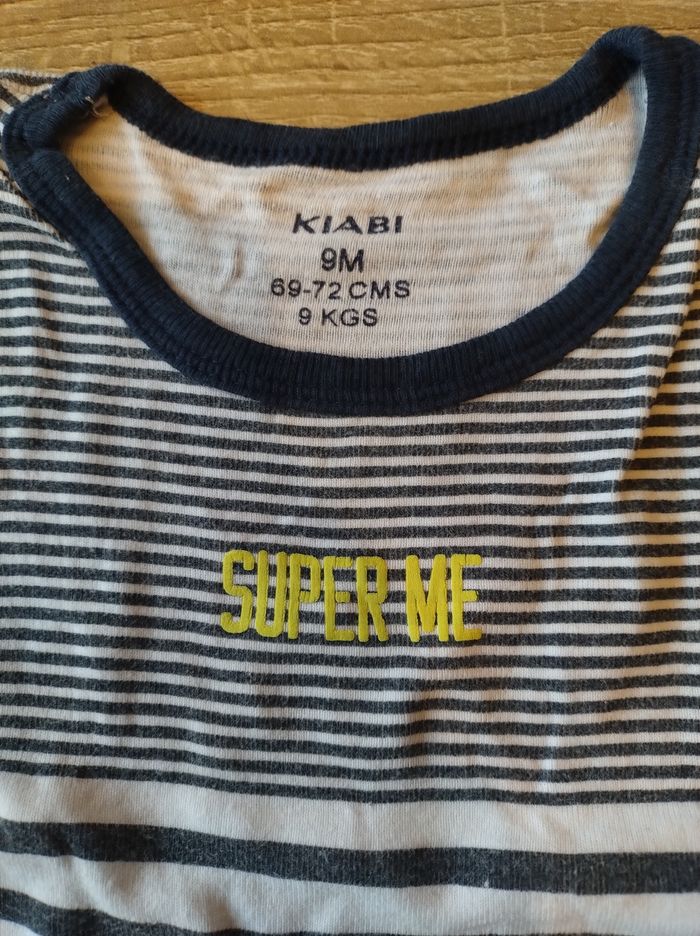 KIABI
9M
69-72 CMS
9 KGS
SUPER ME